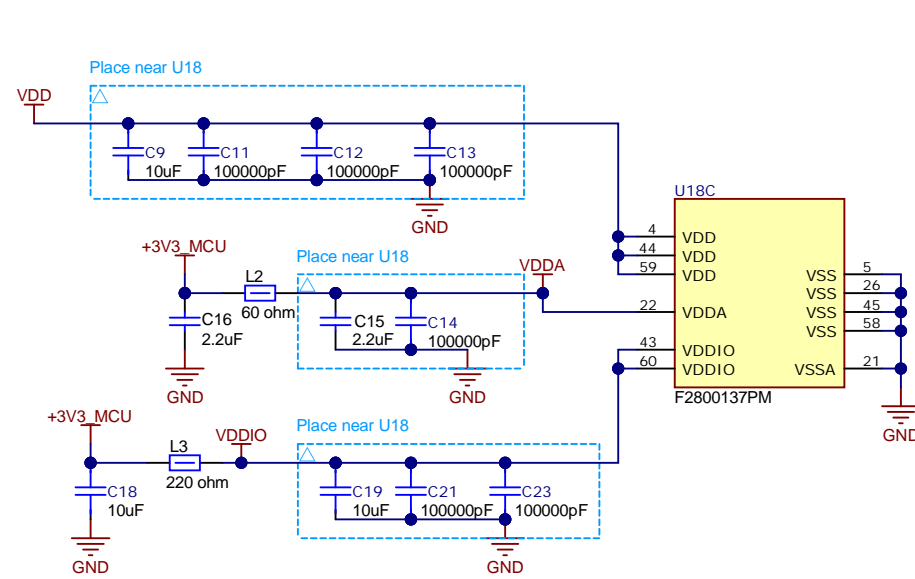 Place near U18
VDD
C9
10uF
C11
100000pF
C12
100000pF
C13
100000pF
GND
+3V3_MCU
L2
60 ohm
C16
2.2uF
GND
Place near U18
C15
2.2uF
C14
100000pF
GND
VDDA
+3V3_MCU
L3
220 ohm
C18
10uF
GND
VDDIO
Place near U18
C19
10uF
C21
100000pF
C23
100000pF
GND
U18C
4 VDD
44 VDD
59 VDD
22 VDDA
43 VDDIO
60 VDDIO
VSS 5
VSS 26
VSS 45
VSS 58
VSSA 21
F2800137PM
GND